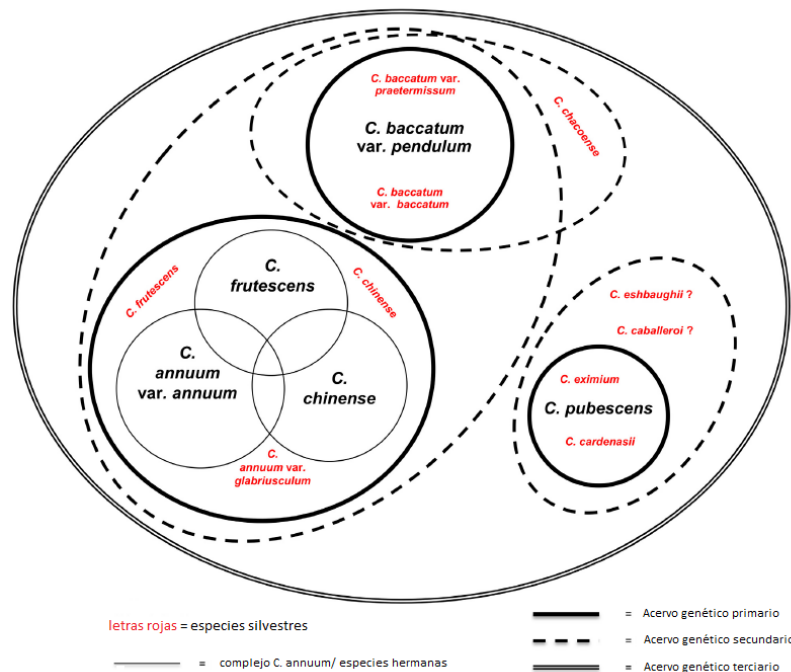 C. baccatum var.
praetermissum
C. baccatum
var. pendulum
C. baccatum
var. baccatum
C. chacoense
C. frutescens
C.
frutescens
C. chinense
C.
annuum
var. annuum
C.
chinense
C.
annuum var.
glabriusculum
C. eshbaughii ?
C. caballeroi ?
C. eximium
C. pubescens
C. cardenasii
letras rojas = especies silvestres
= complejo C. annuum/ especies hermanas
= Acervo genético primario
= Acervo genético secundario
= Acervo genético terciario